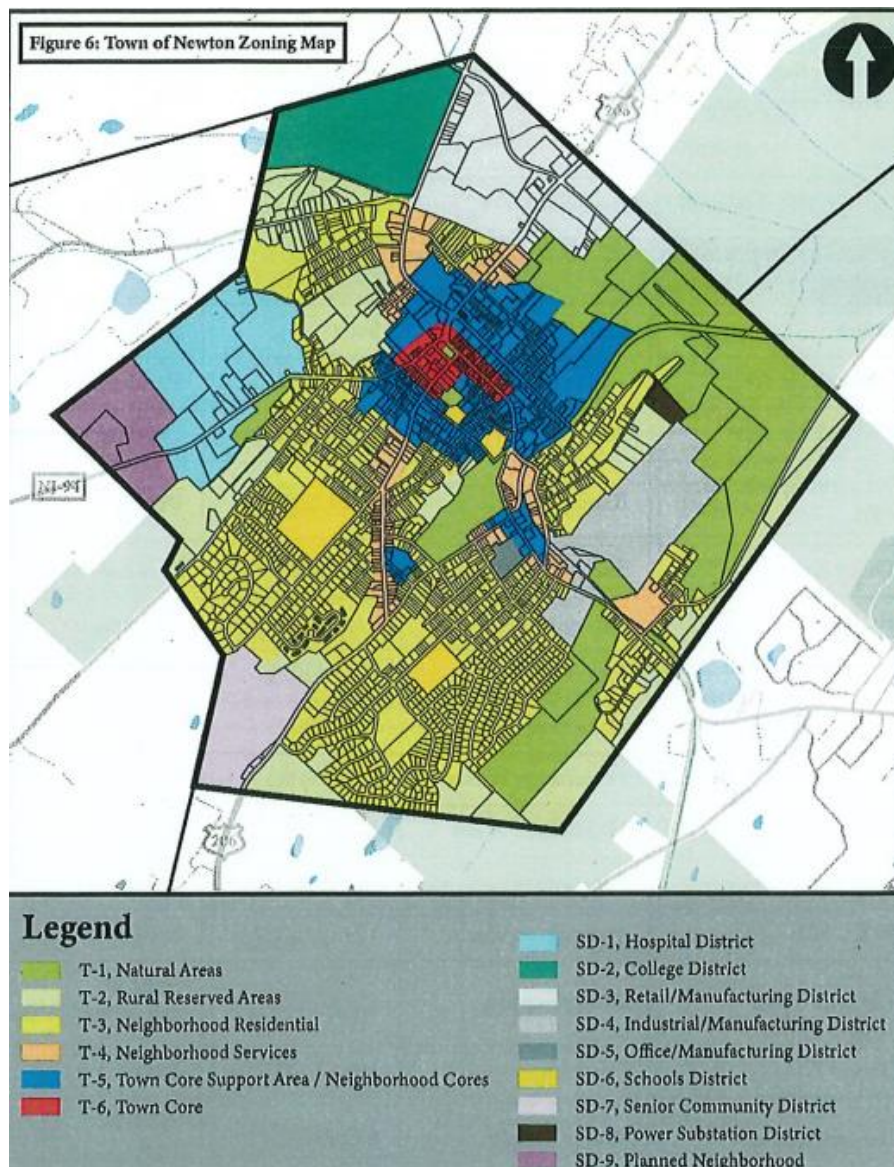 Figure 6: Town of Newton Zoning Map
206
206
Legend
T-1, Natural Areas
T-2, Rural Reserved Areas
T-3, Neighborhood Residential
T-4, Neighborhood Services
T-5, Town Core Support Area / Neighborhood Cores
T-6, Town Core
SD-1, Hospital District
SD-2, College District
SD-3, Retail/Manufacturing District
SD-4, Industrial/Manufacturing District
SD-5, Office/Manufacturing District
SD-6, Schools District
SD-7, Senior Community District
SD-8, Power Substation District
SD-9, Planned Neighborhood